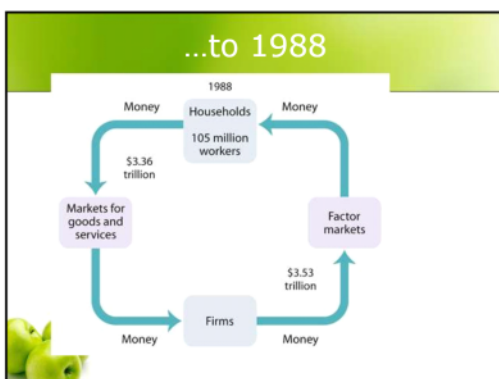 …to 1988
1988
Money
Households
Money
105 million
workers
$3.36
trillion
Markets for
goods and
services
Factor
markets
$3.53
trillion
Firms
Money
Money